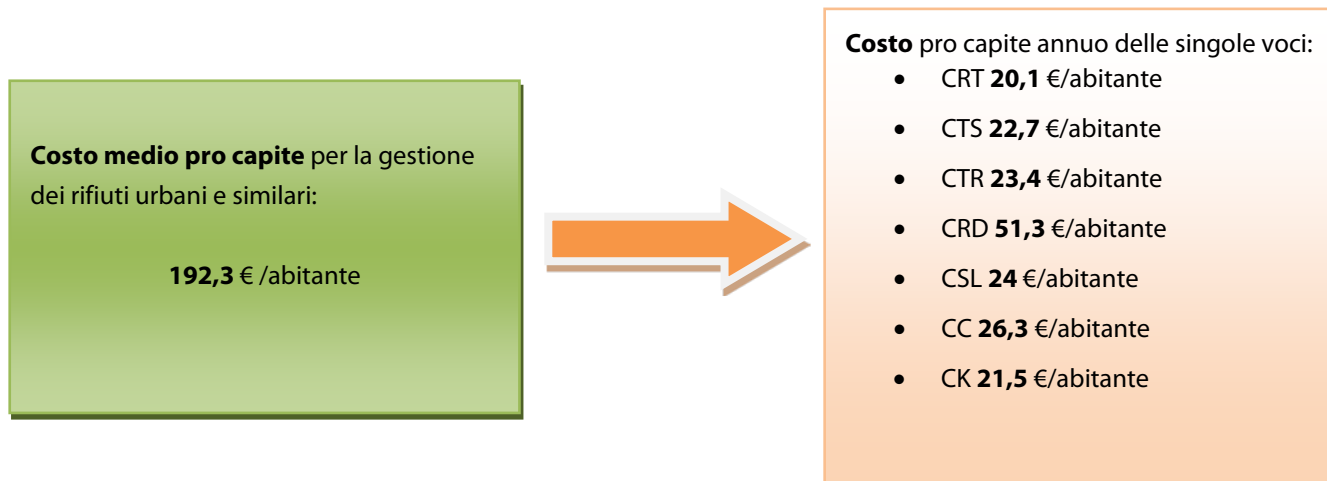 Costo medio pro capite per la gestione
dei rifiuti urbani e similari:
192,3 € /abitante
Costo pro capite annuo delle singole voci:
• CRT 20,1 €/abitante
• CTS 22,7 €/abitante
• CTR 23,4 €/abitante
• CRD 51,3 €/abitante
• CSL 24 €/abitante
• CC 26,3 €/abitante
• CK 21,5 €/abitante